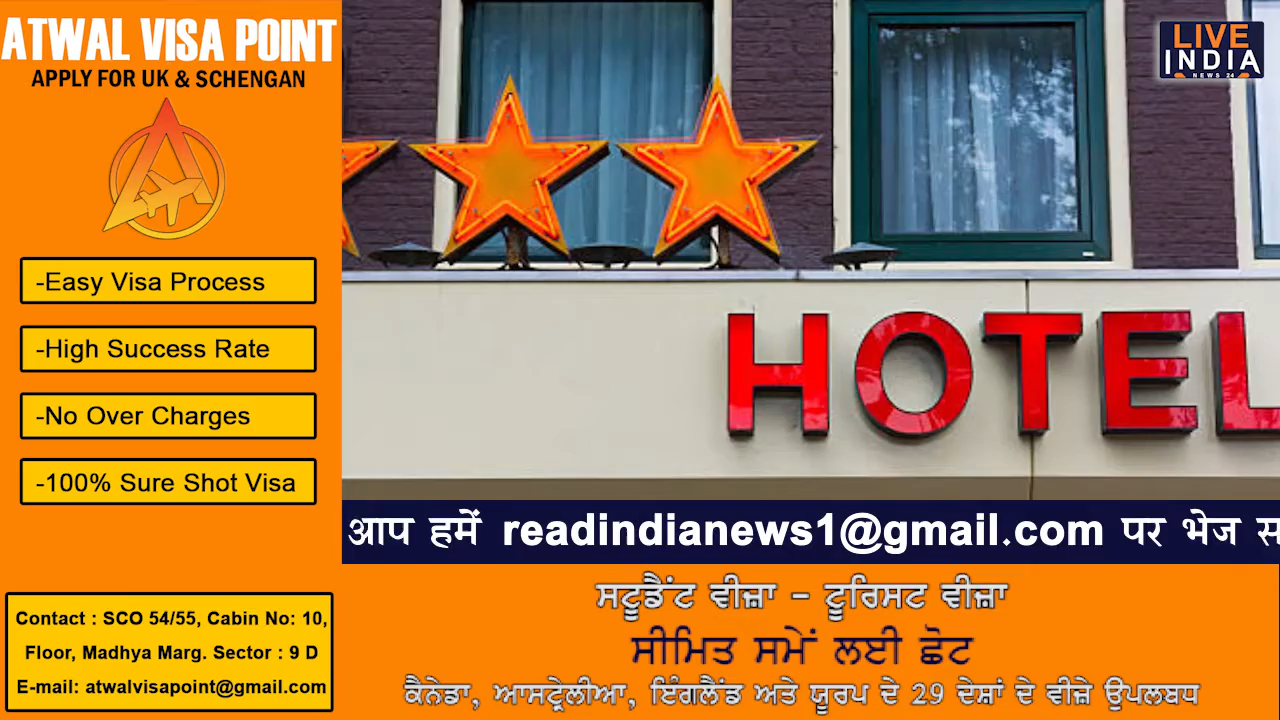 ATWAL VISA POINT
APPLY FOR UK & SCHENGAN
-Easy Visa Process
-High Success Rate
-No Over Charges
-100% Sure Shot Visa
Contact : SCO 54/55, Cabin No: 10,
Floor, Madhya Marg. Sector : 9 D
E-mail: atwalvisapoint@gmail.com
LIVE
INDIA
NEWS 24
HOTEL
आप हमें readindianews1@gmail.com पर भेज स
ਸਟੂਡੈਂਟ ਵੀਜ਼ਾ - ਟੂਰਿਸਟ ਵੀਜ਼ਾ
ਸੀਮਿਤ ਸਮੇਂ ਲਈ ਛੋਟ
ਕੈਨੇਡਾ, ਆਸਟ੍ਰੇਲੀਆ, ਇੰਗਲੈਂਡ ਅਤੇ ਯੂਰਪ ਦੇ 29 ਦੇਸ਼ਾਂ ਦੇ ਵੀਜ਼ੇ ਉਪਲਬਧ